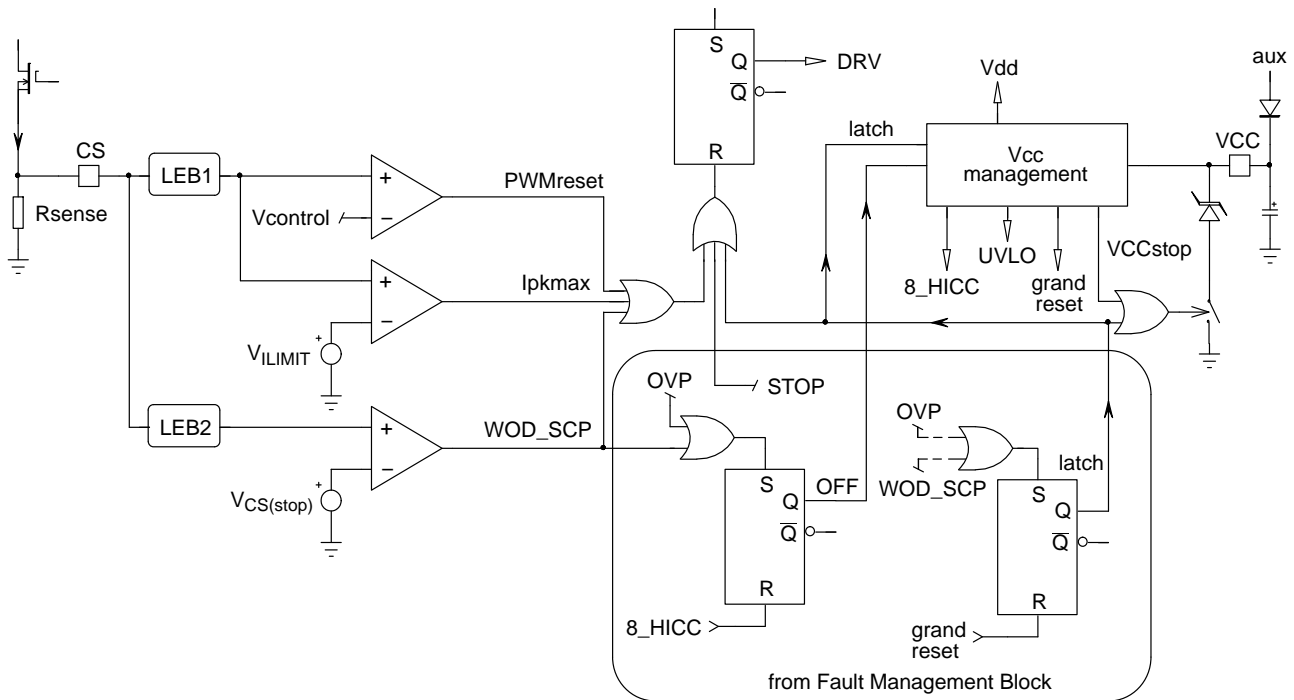 S
Q
DRV
Q
R
aux
Vdd
latch
VCC
Vcc
management
CS
LEB1
+
PWMreset
Rsense
Vcontrol
−
UVLO
VCCstop
8_HICC
grand
reset
+
Ipkmax
−
+
VILIMIT
OVP
STOP
LEB2
+
WOD_SCP
OVP
−
WOD_SCP
latch
+
VCS(stop)
S
OFF
Q
Q
R
S
Q
Q
R
8_HICC
grand
reset
from Fault Management Block
+